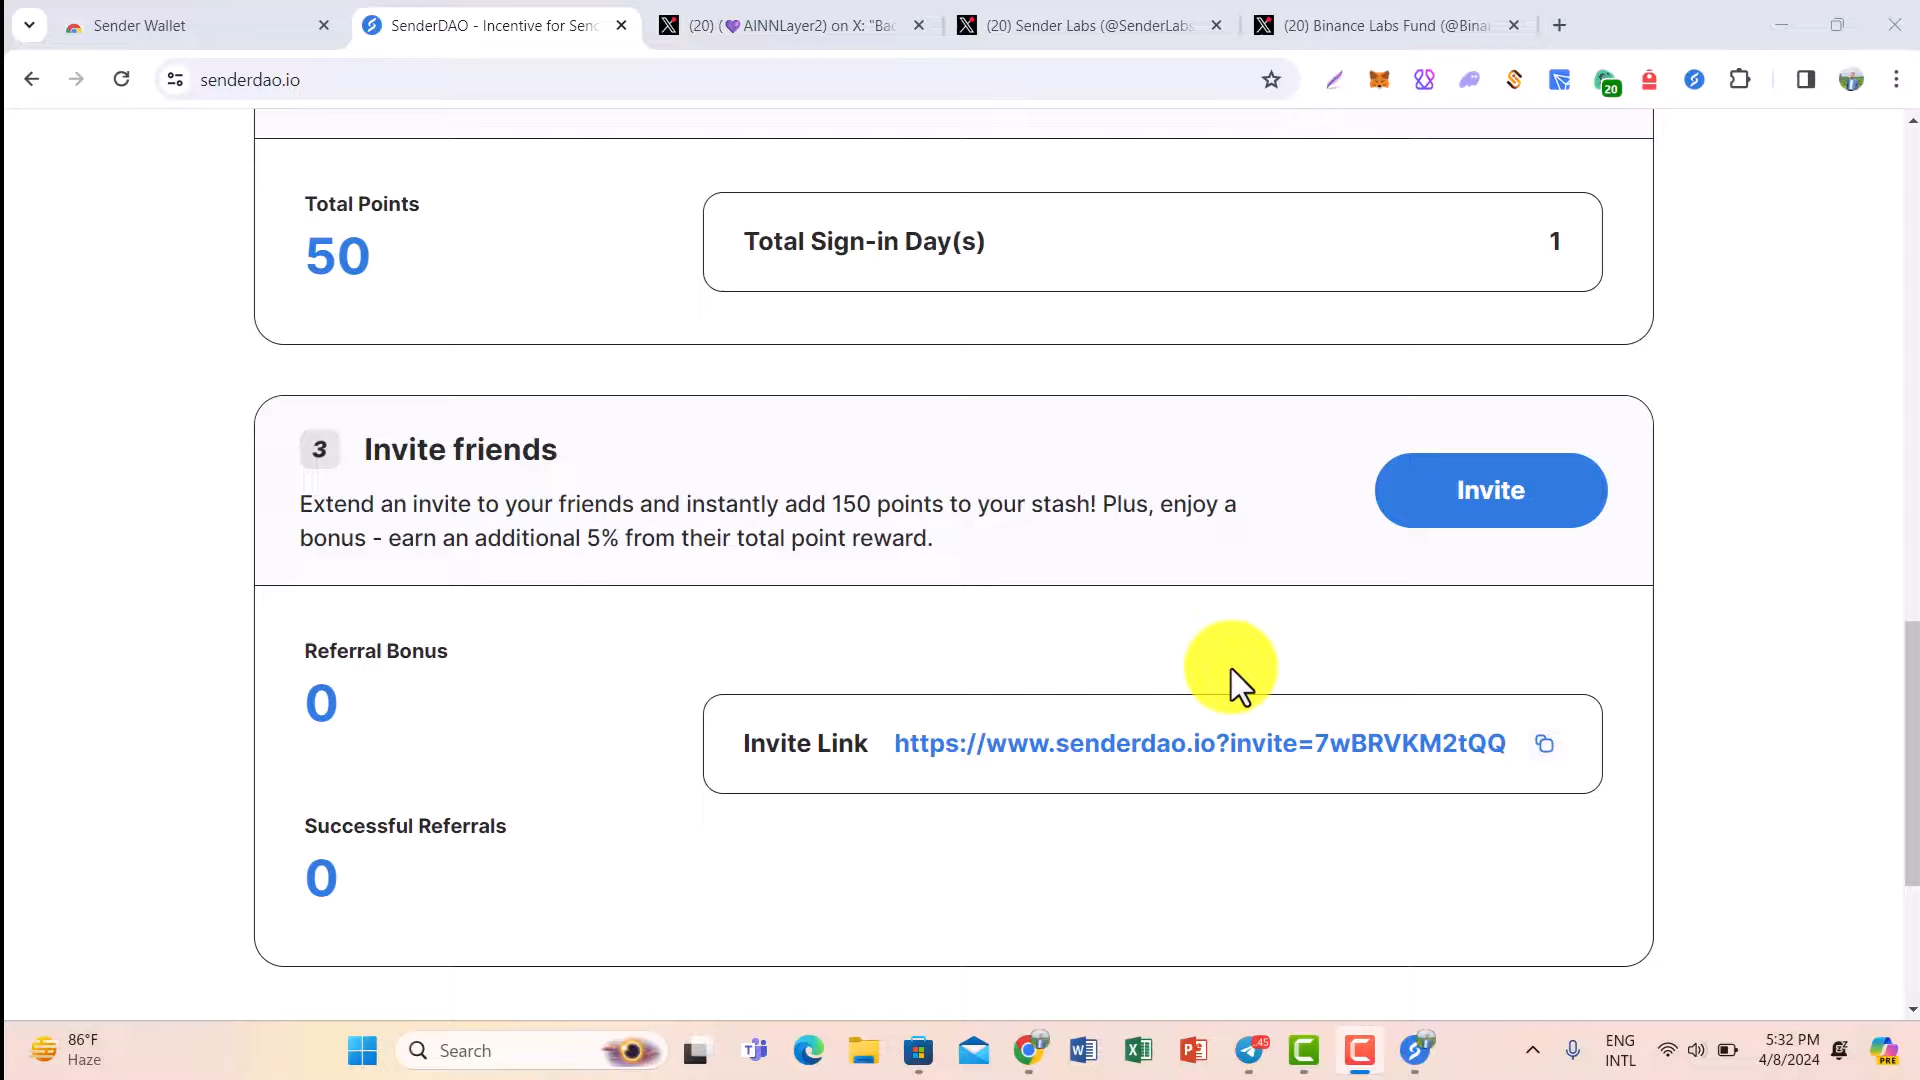 Sender Wallet
SenderDAO - Incentive for Senc
(20) (💜AINNLayer2) on X: "Bac
(20) Sender Labs (@SenderLabs
(20) Binance Labs Fund (@Bina
senderdao.io
20
Total Points
50
Total Sign-in Day(s)
1
3
Invite friends
Extend an invite to your friends and instantly add 150 points to your stash! Plus, enjoy a
bonus - earn an additional 5% from their total point reward.
Invite
Referral Bonus
0
Invite Link
https://www.senderdao.io?invite=7wBRVKM2tQQ
Successful Referrals
0
86°F
Haze
Search
45
ENG
INTL
5:32 PM
4/8/2024
PRE